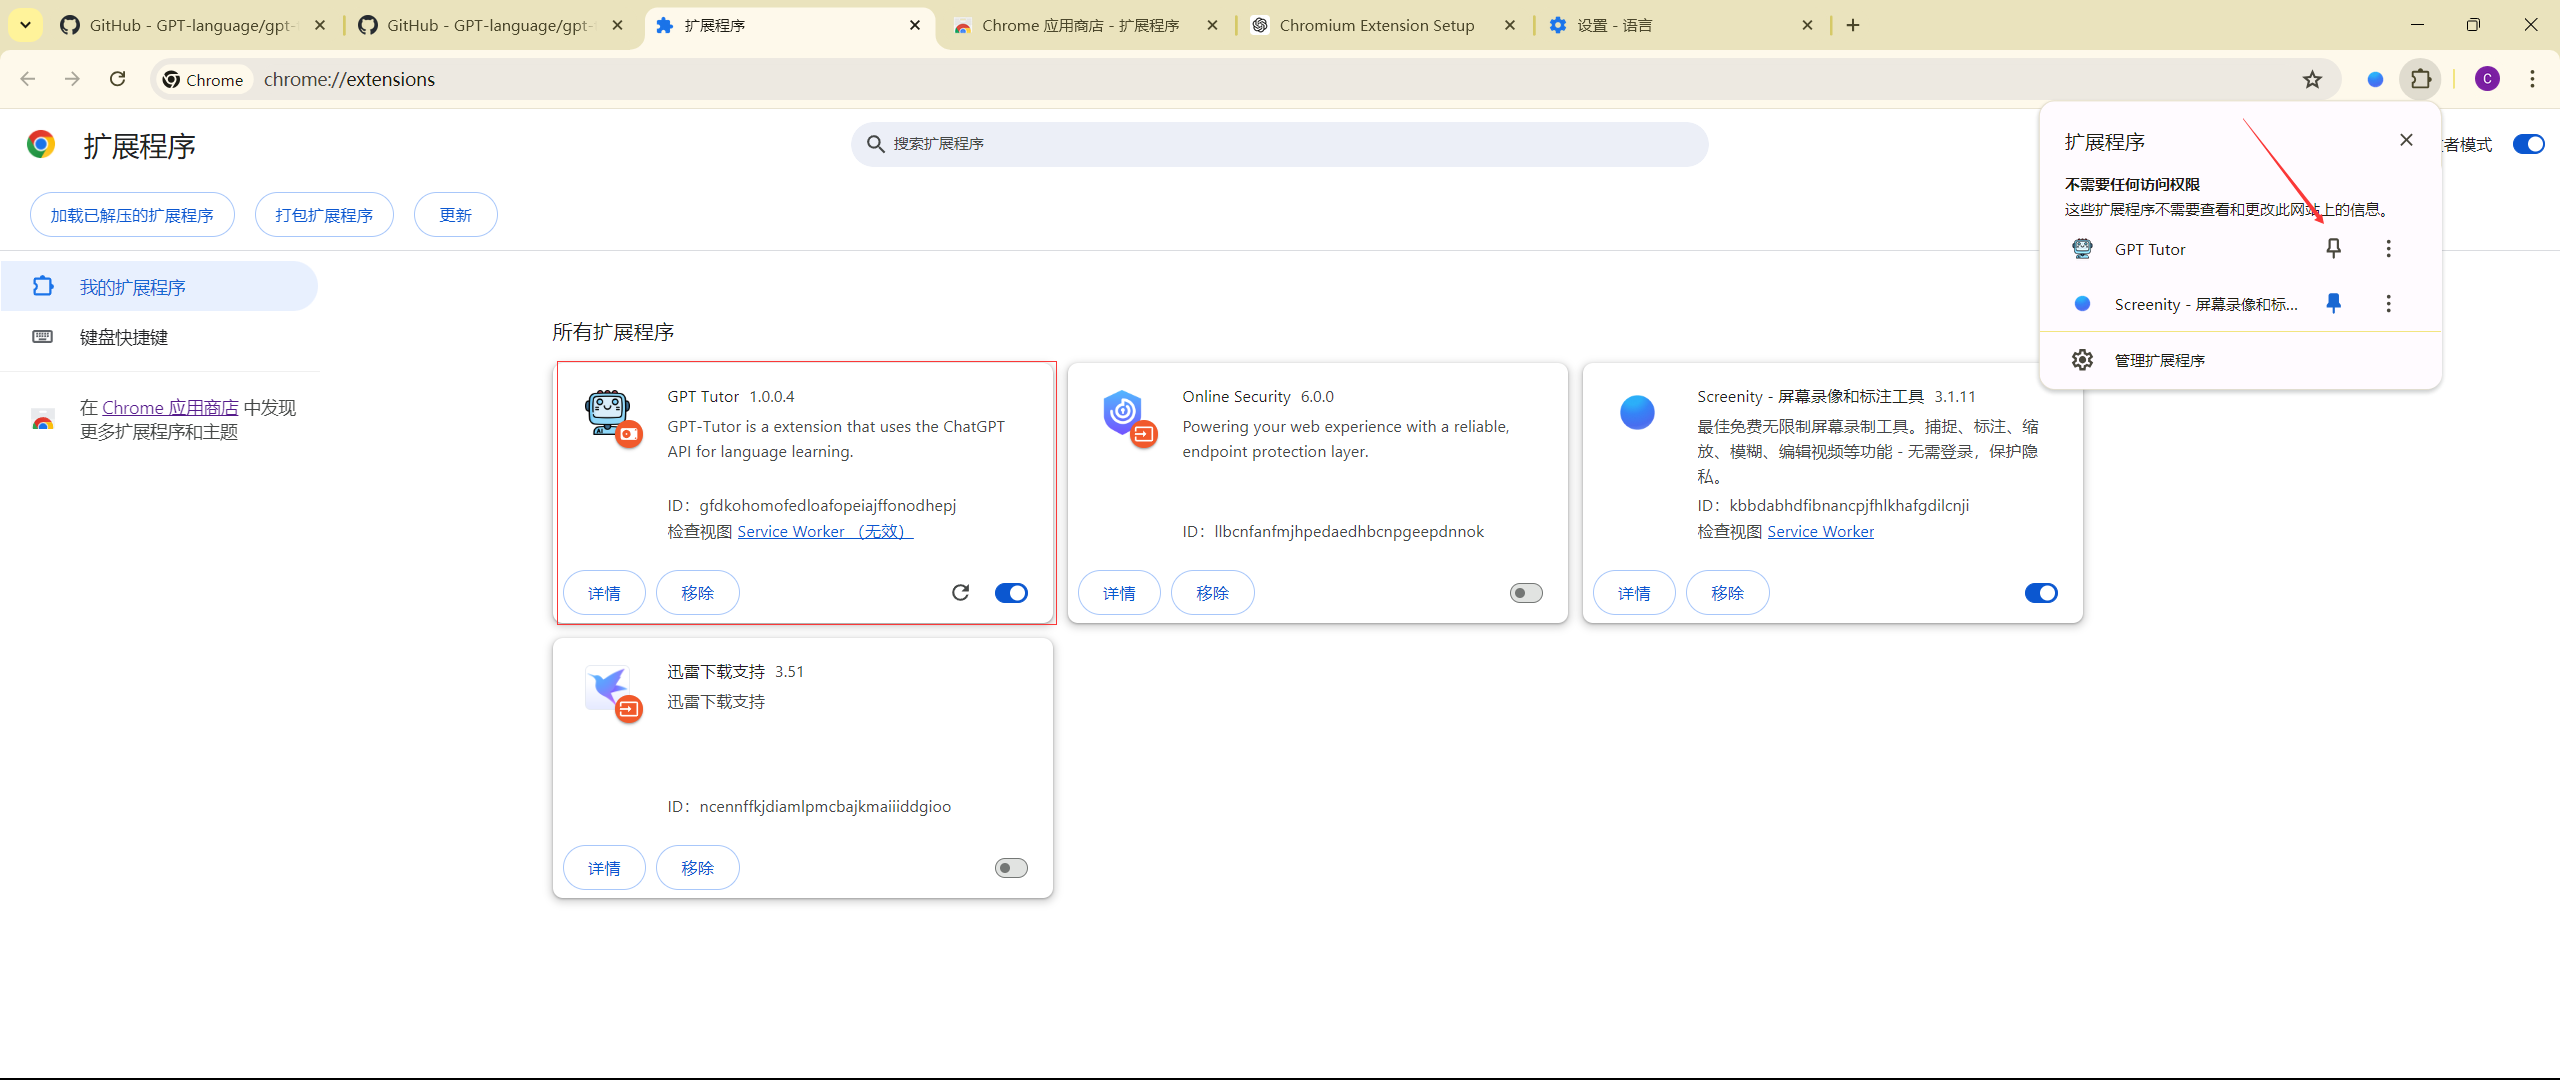 GitHub - GPT-language/gpt-
GitHub - GPT-language/gpt-
扩展程序
Chrome 应用商店 - 扩展程序
Chromium Extension Setup
设置 - 语言
Chrome
chrome://extensions
C
扩展程序
搜索扩展程序
者模式
加载已解压的扩展程序
打包扩展程序
更新
扩展程序
不需要任何访问权限
这些扩展程序不需要查看和更改此网站上的信息。
GPT Tutor
Screenity - 屏幕录像和标...
管理扩展程序
我的扩展程序
键盘快捷键
在 Chrome 应用商店 中发现
更多扩展程序和主题
所有扩展程序
GPT Tutor 1.0.0.4
GPT-Tutor is a extension that uses the ChatGPT
API for language learning.
ID：gfdkohomofedloafopeiajffonodhepj
检查视图 Service Worker （无效）
详情
移除
Online Security 6.0.0
Powering your web experience with a reliable,
endpoint protection layer.
ID：llbcnfanfmjhpedaedhbcnpgeepdnnok
详情
移除
Screenity - 屏幕录像和标注工具 3.1.11
最佳免费无限制屏幕录制工具。捕捉、标注、缩
放、模糊、编辑视频等功能 - 无需登录，保护隐
私。
ID：kbbdabhdfibnancpjfhlkhafgdilcnji
检查视图 Service Worker
详情
移除
迅雷下载支持 3.51
迅雷下载支持
ID：ncennffkjdiamlpmcbajkmaiiiddgioo
详情
移除